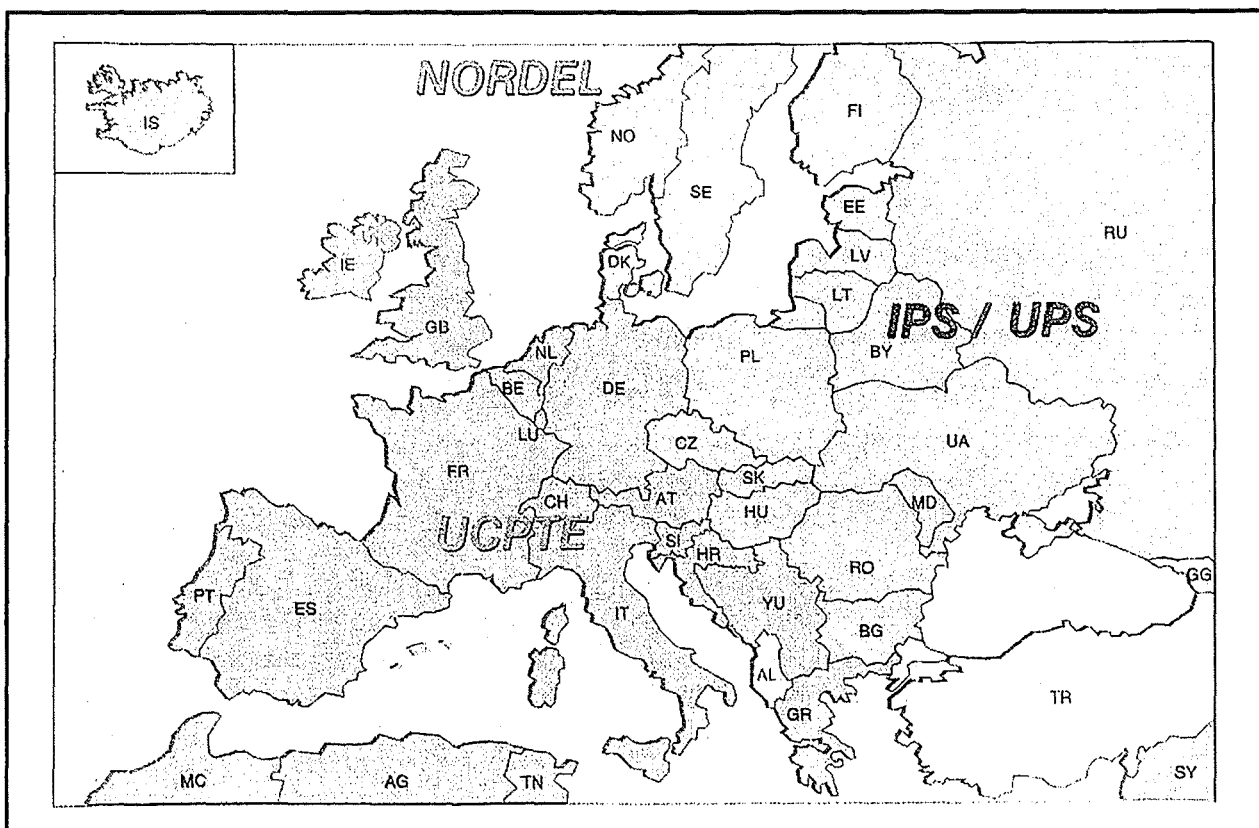 NORDEL
IS
FI
NO
SE
EE
RU
DK
LV
IE
LT
GB
IPS / UPS
NL
PL
BY
BE
DE
LU
CZ
UA
FR
SK
CH
AT
HU
MD
UCPTE
SI
HR
RO
GG
PT
ES
IT
YU
BG
AL
TR
GR
MC
AG
TN
SY